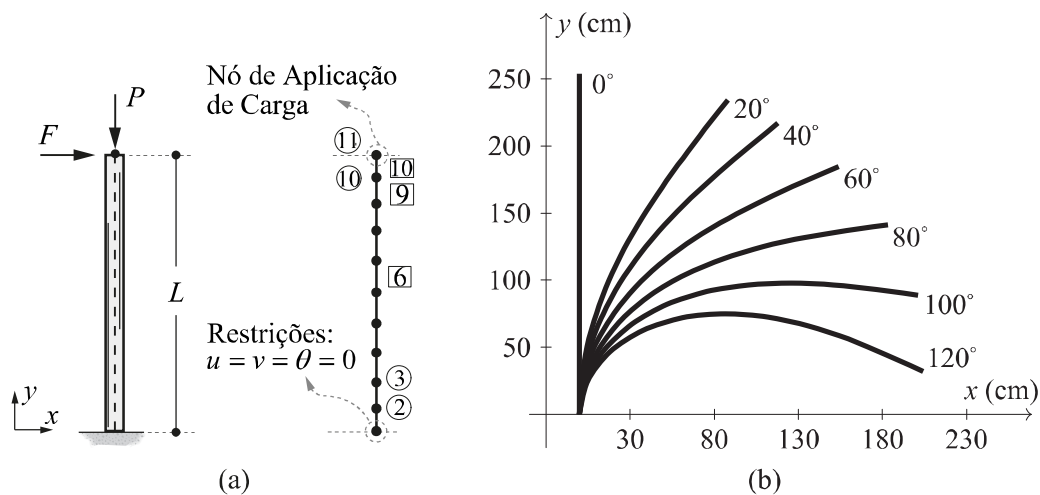 Nó de Aplicação
de Carga
P
F
11
10
10
9
L
6
Restrições:
u = v = θ = 0
3
2
y
x
(a)
y (cm)
250
200
150
100
50
0°
20°
40°
60°
80°
100°
120°
x (cm)
30
80
130
180
230
(b)